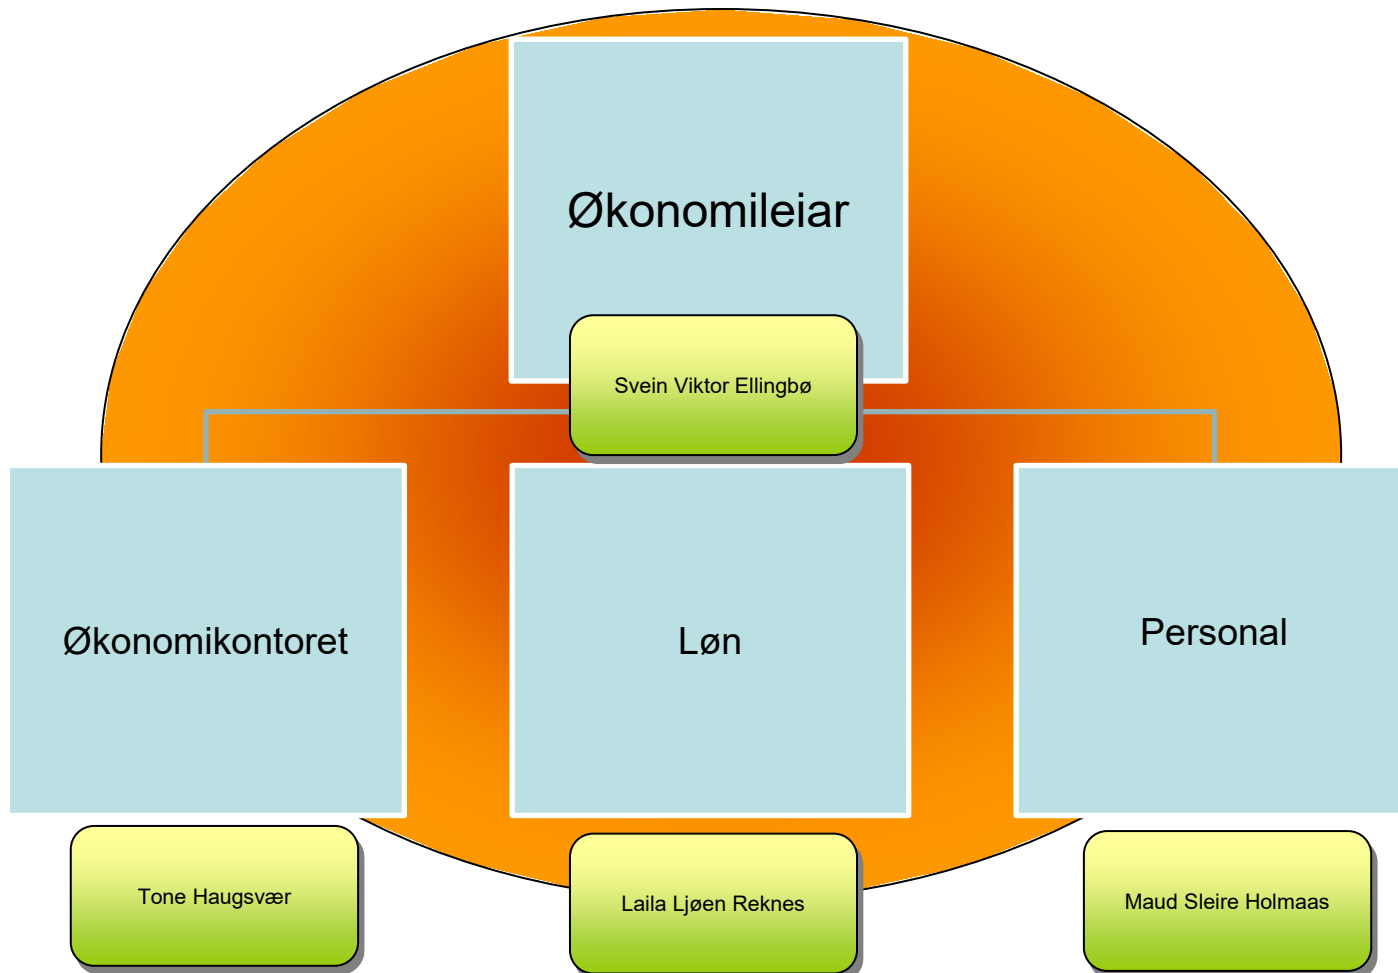 Økonomileiar
Svein Viktor Ellingbø
Økonomikontoret
Løn
Personal
Tone Haugsvær
Laila Ljøen Reknes
Maud Sleire Holmaas